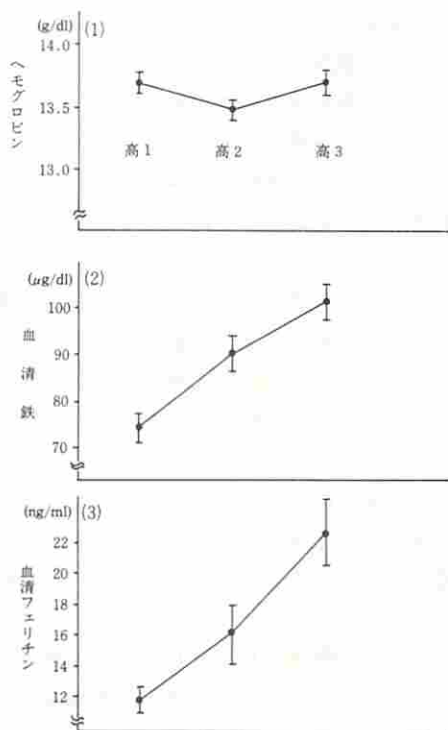 (g/dl) (1)
14.0
13.5
13.0
ヘモグロビン
高1 高2 高3
(μg/dl) (2)
100
90
80
70
血清鉄
(ng/ml) (3)
22
20
18
16
14
12
血清フェリチン